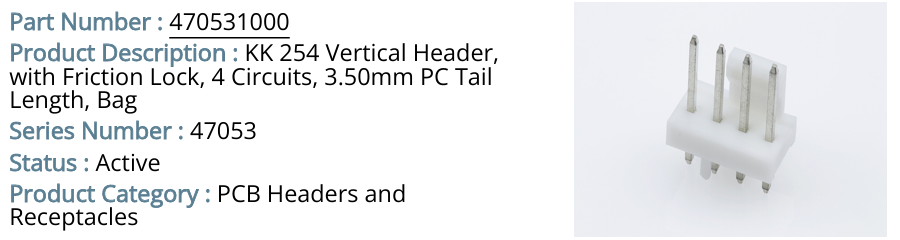 Part Number : 470531000
Product Description : KK 254 Vertical Header,
with Friction Lock, 4 Circuits, 3.50mm PC Tail
Length, Bag
Series Number : 47053
Status : Active
Product Category : PCB Headers and
Receptacles